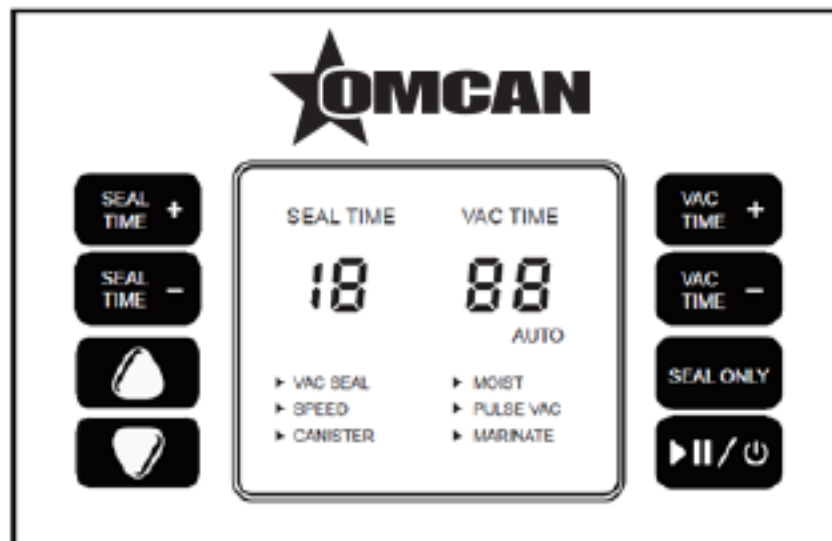 OMCAN
SEAL TIME +
SEAL TIME -
SEAL TIME VAC TIME
18 88
AUTO
► VAC SEAL ► MOIST
► SPEED ► PULSE VAC
► CANISTER ► MARINATE
VAC TIME +
VAC TIME -
SEAL ONLY